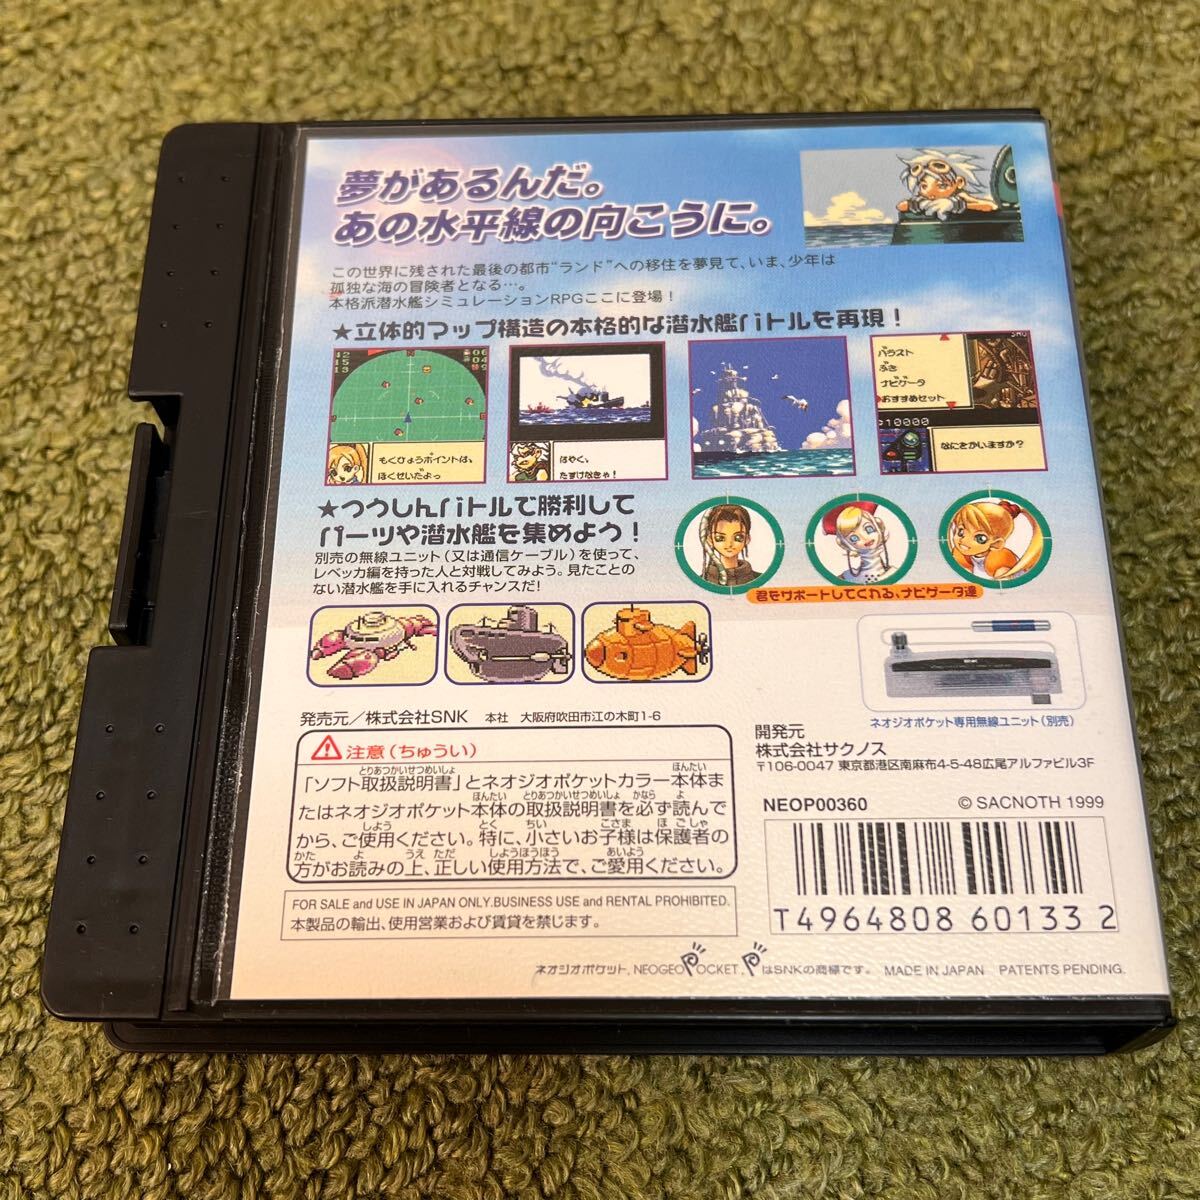 夢があるんだ。
あの水平線の向こうに。
この世界に残された最後の都市“ランド”への移住を夢見て、いま、少年は
孤独な海の冒険者となる…。
本格派潜水艦シミュレーションRPGここに登場！
★立体的マップ構造の本格的な潜水艦バトルを再現！
もくひょうポイントは、
ほくせいだよっ
はやく、
たすけなきゃ！
バラスト
ぶき
ナビゲータ
おすすめセット
なにをかいますか？
★つうしんバトルで勝利して
パーツや潜水艦を集めよう！
別売の無線ユニット（又は通信ケーブル）を使って、
レベッカ編を持った人と対戦してみよう。見たことの
ない潜水艦を手に入れるチャンスだ！
君をサポートしてくれる、ナビゲータ達
ネオジオポケット専用無線ユニット（別売）
発売元／株式会社SNK 本社 大阪府吹田市江の木町1-6
開発元
株式会社サクノス
〒106-0047 東京都港区南麻布4-5-48広尾アルファビル3F
注意（ちゅうい）
「ソフト取扱説明書」とネオジオポケットカラー本体ま
たはネオジオポケット本体の取扱説明書を必ず読んで
から、ご使用ください。特に、小さいお子様は保護者の
方がお読みの上、正しい使用方法で、ご愛用ください。
NEOP00360 © SACNOTH 1999
T4964808 60133 2
FOR SALE and USE IN JAPAN ONLY.BUSINESS USE and RENTAL PROHIBITED.
本製品の輸出、使用営業および賃貸を禁じます。
ネオジオポケット, NEOGEO POCKET, PはSNKの商標です。 MADE IN JAPAN PATENTS PENDING.